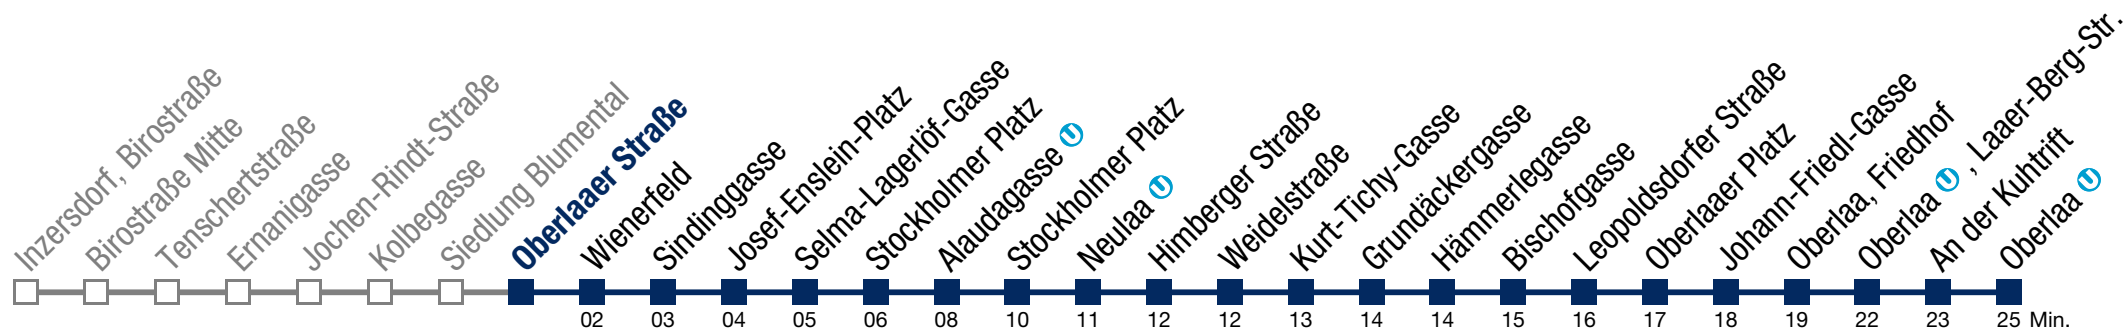 Inzersdorf, Birostraße
Birostraße Mitte
Tenschertstraße
Ernanigasse
Jochen-Rindt-Straße
Kolbegasse
Siedlung Blumental
Oberlaaer Straße
Wienerfeld
Sindinggasse
Josef-Enslein-Platz
Selma-Lagerlöf-Gasse
Stockholmer Platz
Alaudagasse U
Stockholmer Platz
Neulaa U
Himberger Straße
Weidelstraße
Kurt-Tichy-Gasse
Grundäckergasse
Hämmerlegasse
Bischofgasse
Leopoldsdorfer Straße
Oberlaaer Platz
Johann-Friedl-Gasse
Oberlaa, Friedhof
Oberlaa U , Laaer-Berg-Str.
An der Kuhtrift
Oberlaa U
02 03 04 05 06 08 10 11 12 12 13 14 14 15 16 17 18 19 22 23 25 Min.